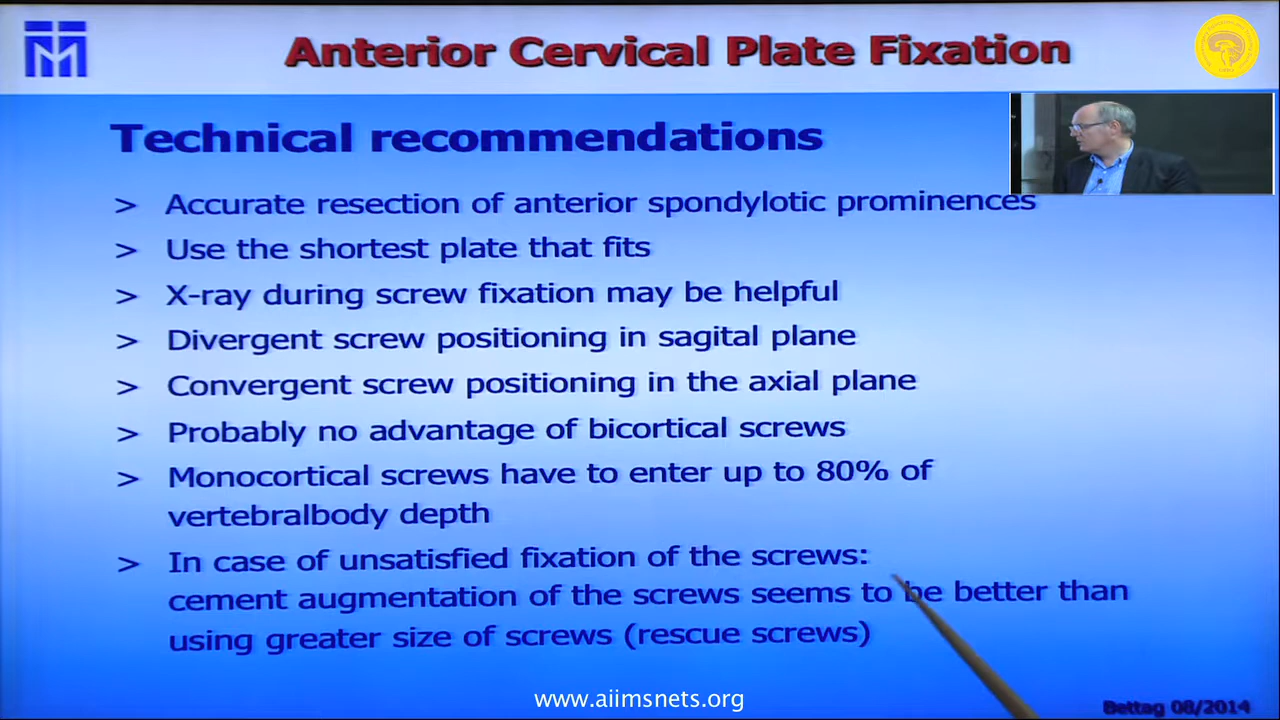 Anterior Cervical Plate Fixation
Technical recommendations
> Accurate resection of anterior spondylotic prominences
> Use the shortest plate that fits
> X-ray during screw fixation may be helpful
> Divergent screw positioning in sagital plane
> Convergent screw positioning in the axial plane
> Probably no advantage of bicortical screws
> Monocortical screws have to enter up to 80% of
vertebralbody depth
> In case of unsatisfied fixation of the screws:
cement augmentation of the screws seems to be better than
using greater size of screws (rescue screws)
www.aiimsnets.org
Bettag 08/2014